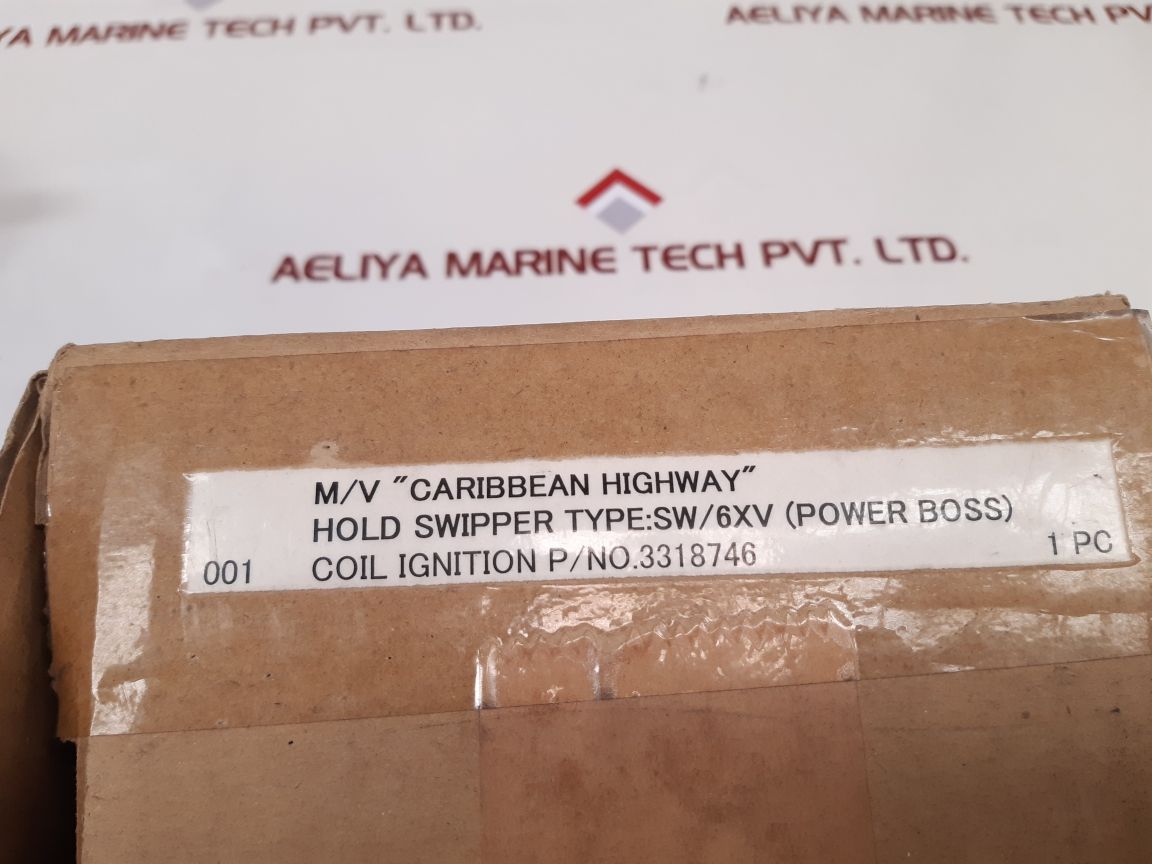 YA MARINE TECH PVT. LTD.
AELIYA MARINE TECH PV
AELIYA MARINE TECH PVT. LTD.
M/V "CARIBBEAN HIGHWAY"
HOLD SWIPPER TYPE:SW/6XV (POWER BOSS)
001 COIL IGNITION P/NO.3318746 1 PC